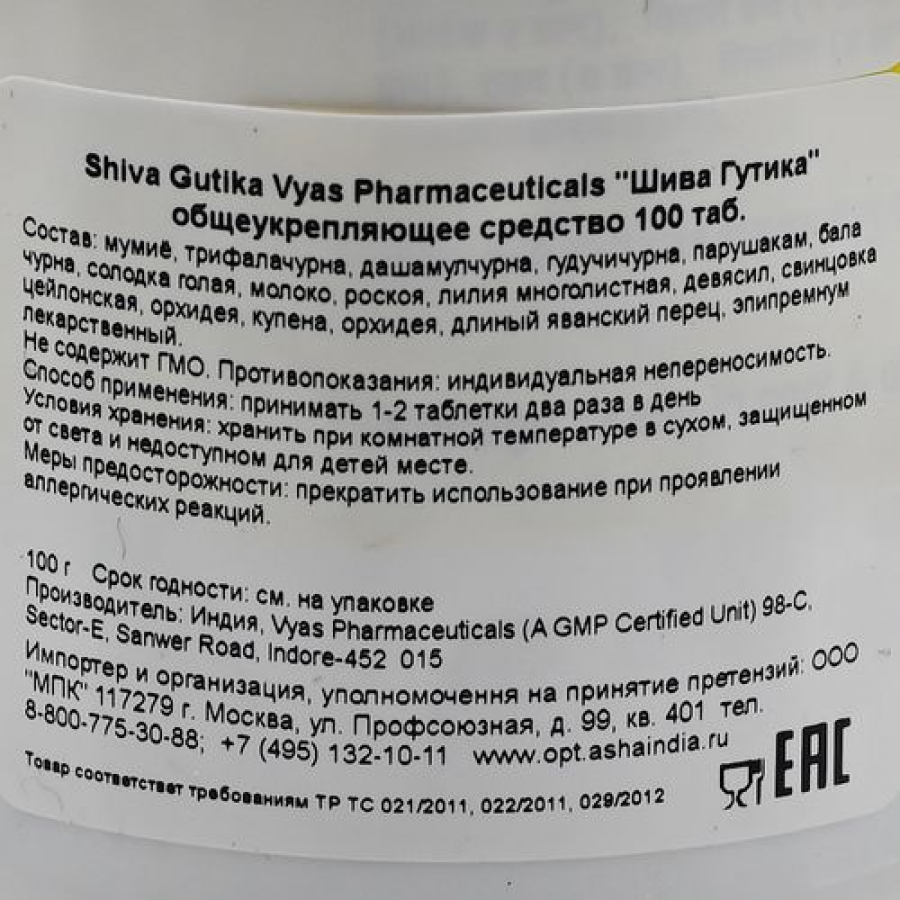 Shiva Gutika Vyas Pharmaceuticals "Шива Гутика"
общеукрепляющее средство 100 таб.
Состав: мумиё, трифалачурна, дашамулчурна, гудучичурна, парушакам, бала
чурна, солодка голая, молоко, роскоя, лилия многолистная, девясил, свинцовка
цейлонская, орхидея, купена, орхидея, длиный яванский перец, эпипремнум
лекарственный.
Не содержит ГМО. Противопоказания: индивидуальная непереносимость.
Способ применения: принимать 1-2 таблетки два раза в день
Условия хранения: хранить при комнатной температуре в сухом, защищенном
от света и недоступном для детей месте.
Меры предосторожности: прекратить использование при проявлении
аллергических реакций.
100 г Срок годности: см. на упаковке
Производитель: Индия, Vyas Pharmaceuticals (A GMP Certified Unit) 98-C,
Sector-E, Sanwer Road, Indore-452 015
Импортер и организация, уполномочення на принятие претензий: ООО
"МПК" 117279 г. Москва, ул. Профсоюзная, д. 99, кв. 401 тел.
8-800-775-30-88; +7 (495) 132-10-11 www.opt.ashaindia.ru
Товар соответствет требованиям ТР ТС 021/2011, 022/2011, 029/2012
EAC